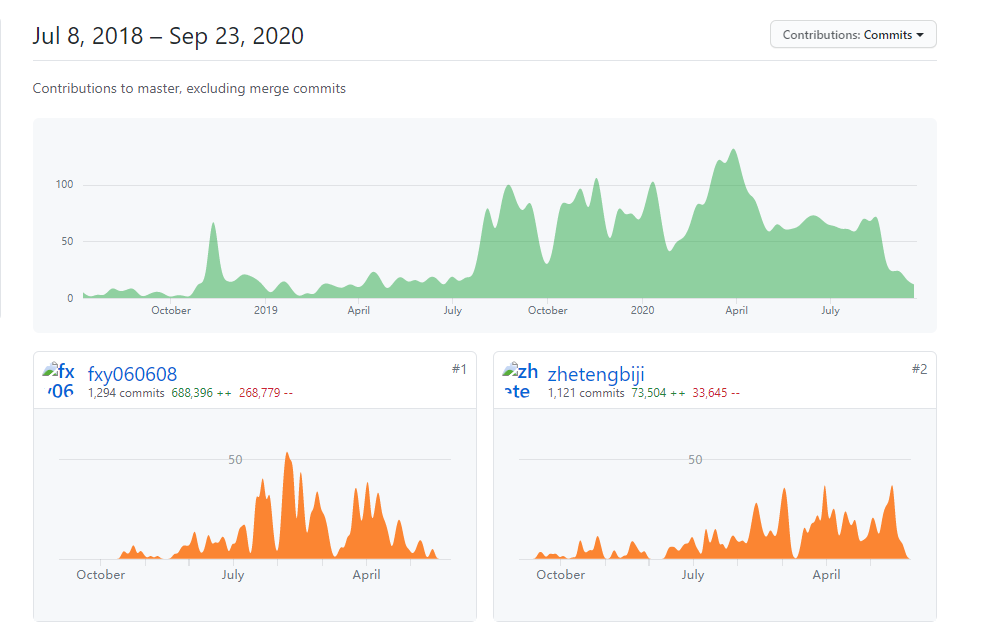 Jul 8, 2018 – Sep 23, 2020
Contributions: Commits
Contributions to master, excluding merge commits
100
50
0
October 2019 April July October 2020 April July
fx
y06
fxy060608
#1
1,294 commits 688,396 ++ 268,779 --
50
October July April
zh
ete
zhetengbiji
#2
1,121 commits 73,504 ++ 33,645 --
50
October July April